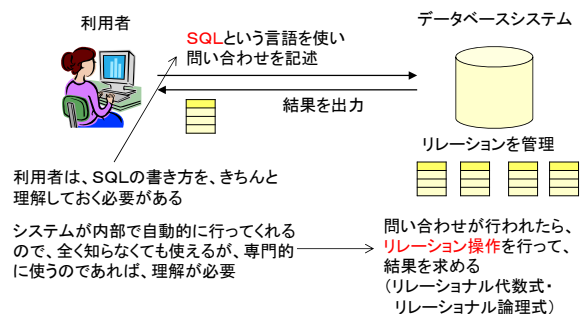 利用者
データベースシステム
SQLという言語を使い
問い合わせを記述
結果を出力
リレーションを管理
利用者は、SQLの書き方を、きちんと
理解しておく必要がある
システムが内部で自動的に行ってくれる
ので、全く知らなくても使えるが、専門的
に使うのであれば、理解が必要
問い合わせが行われたら、
リレーション操作を行って、
結果を求める
(リレーショナル代数式・
リレーショナル論理式)